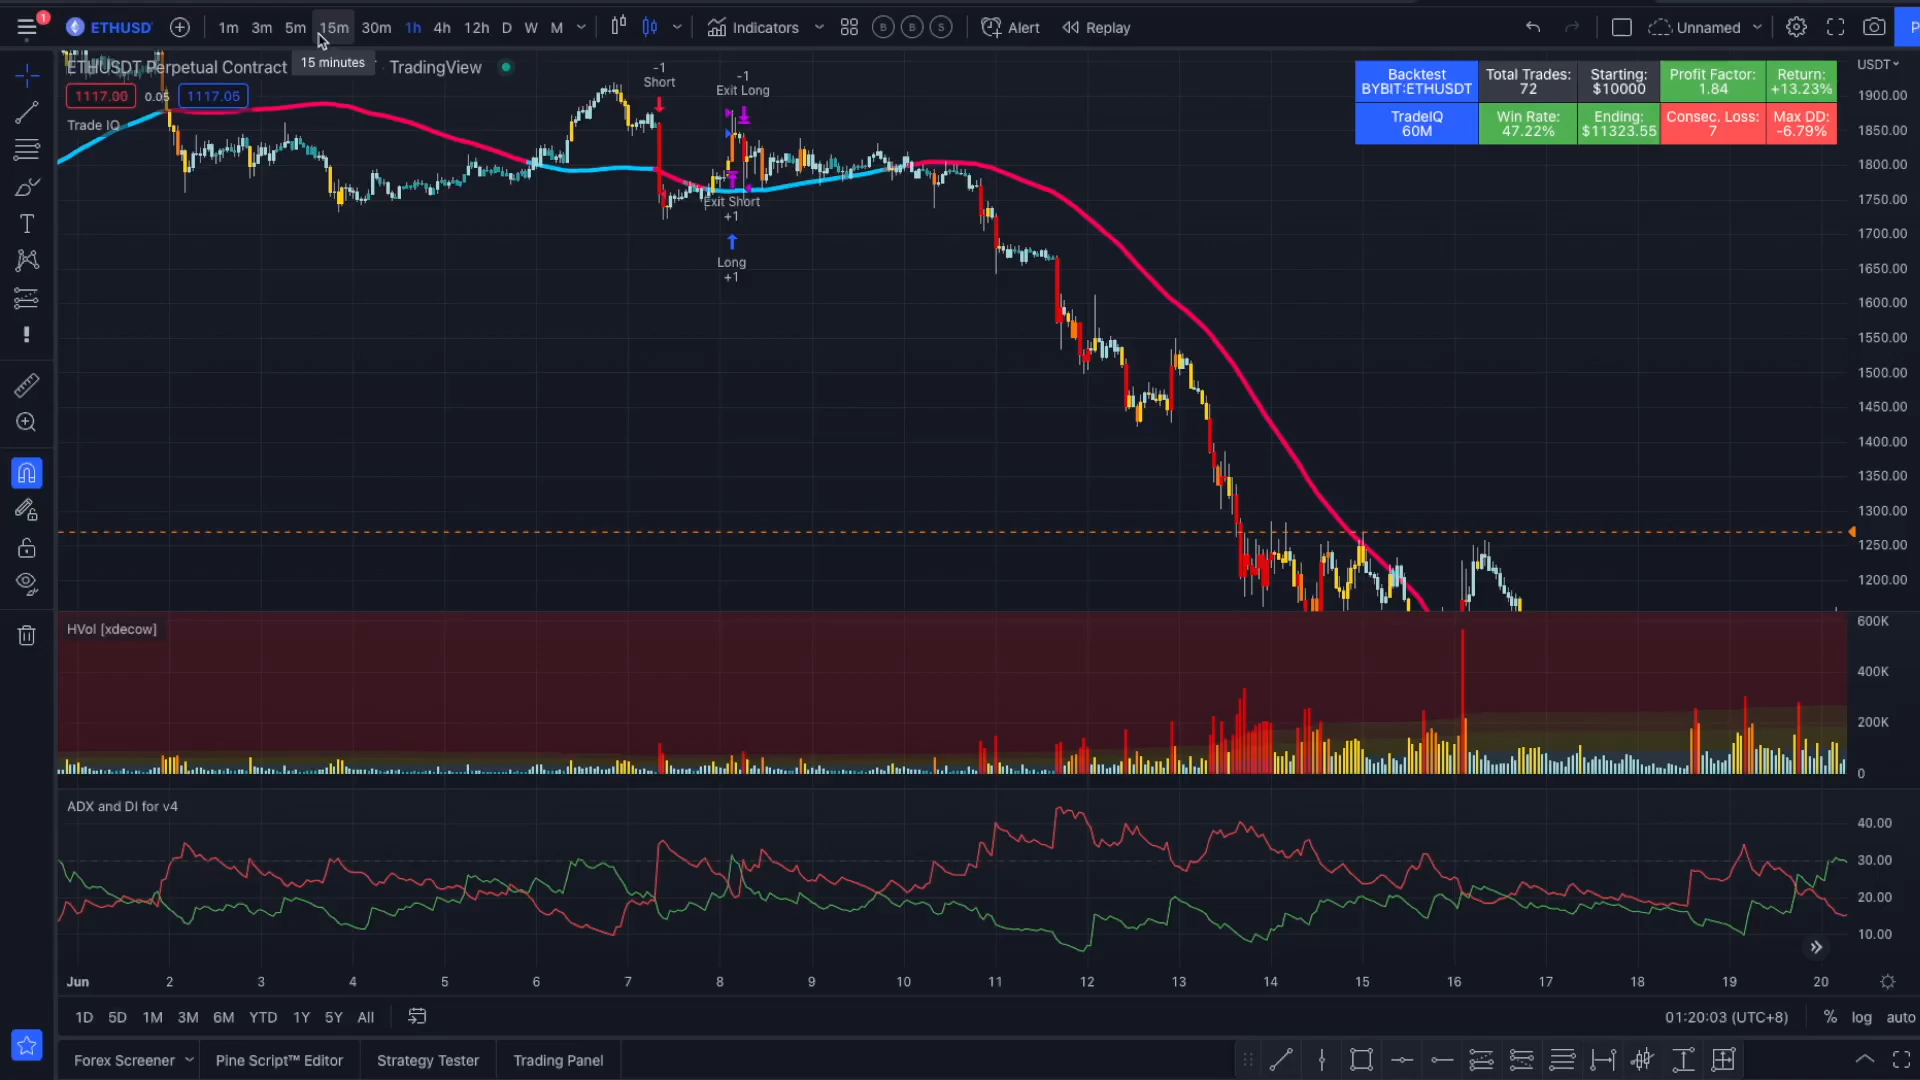 1
ETHUSD
1m 3m 5m 15m 30m 1h 4h 12h D W M
Indicators
B B S
Alert
Replay
Unnamed
P
15 minutes
ETHUSDT Perpetual Contract · TradingView
1117.00 0.05 1117.05
Trade IQ
-1
Short
-1
Exit Long
Exit Short
+1
Long
+1
Backtest
BYBIT:ETHUSDT
Total Trades:
72
Starting:
$10000
Profit Factor:
1.84
Return:
+13.23%
TradeIQ
60M
Win Rate:
47.22%
Ending:
$11323.55
Consec. Loss:
7
Max DD:
-6.79%
USDT
1900.00
1850.00
1800.00
1750.00
1700.00
1650.00
1600.00
1550.00
1500.00
1450.00
1400.00
1350.00
1300.00
1250.00
1200.00
HVol [xdecow]
600K
400K
200K
0
ADX and DI for v4
40.00
30.00
20.00
10.00
Jun 2 3 4 5 6 7 8 9 10 11 12 13 14 15 16 17 18 19 20
1D 5D 1M 3M 6M YTD 1Y 5Y All
01:20:03 (UTC+8)
% log auto
Forex Screener
Pine Script™ Editor
Strategy Tester
Trading Panel